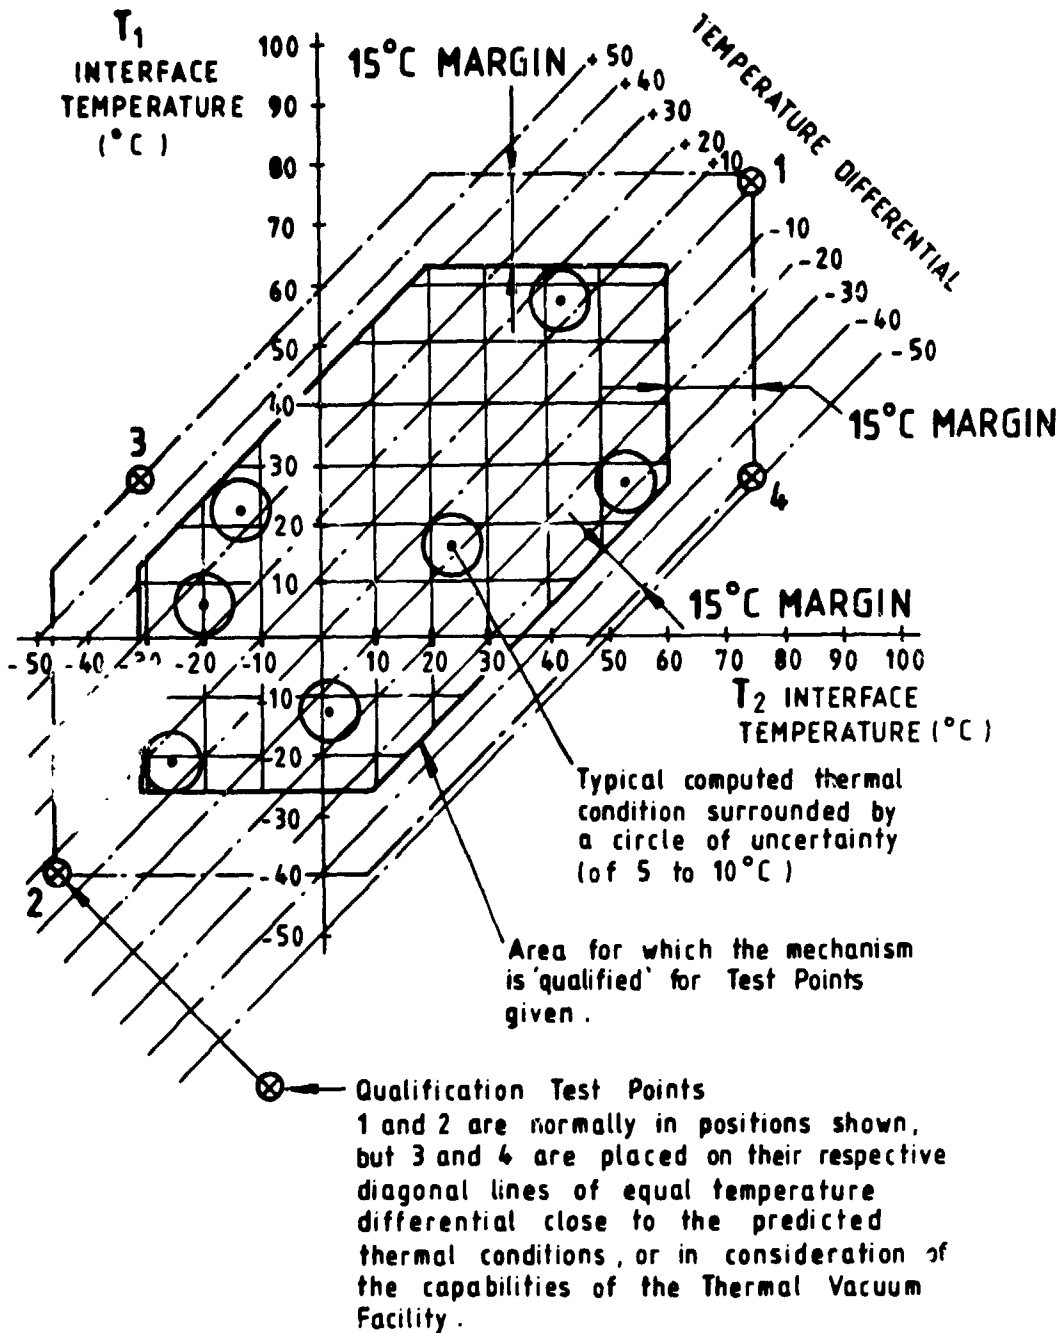 T1
INTERFACE
TEMPERATURE
(°C)
15°C MARGIN
TEMPERATURE DIFFERENTIAL
+50
+40
+30
+20
+10
-10
-20
-30
-40
-50
100
90
80
70
60
50
40
30
20
10
-10
-20
-30
-40
-50
1
3
4
2
15°C MARGIN
15°C MARGIN
-50 -40 -30 -20 -10 10 20 30 40 50 60 70 80 90 100
T2 INTERFACE
TEMPERATURE (°C)
Typical computed thermal
condition surrounded by
a circle of uncertainty
(of 5 to 10°C)
Area for which the mechanism
is 'qualified' for Test Points
given.
Qualification Test Points
1 and 2 are normally in positions shown,
but 3 and 4 are placed on their respective
diagonal lines of equal temperature
differential close to the predicted
thermal conditions, or in consideration of
the capabilities of the Thermal Vacuum
Facility.